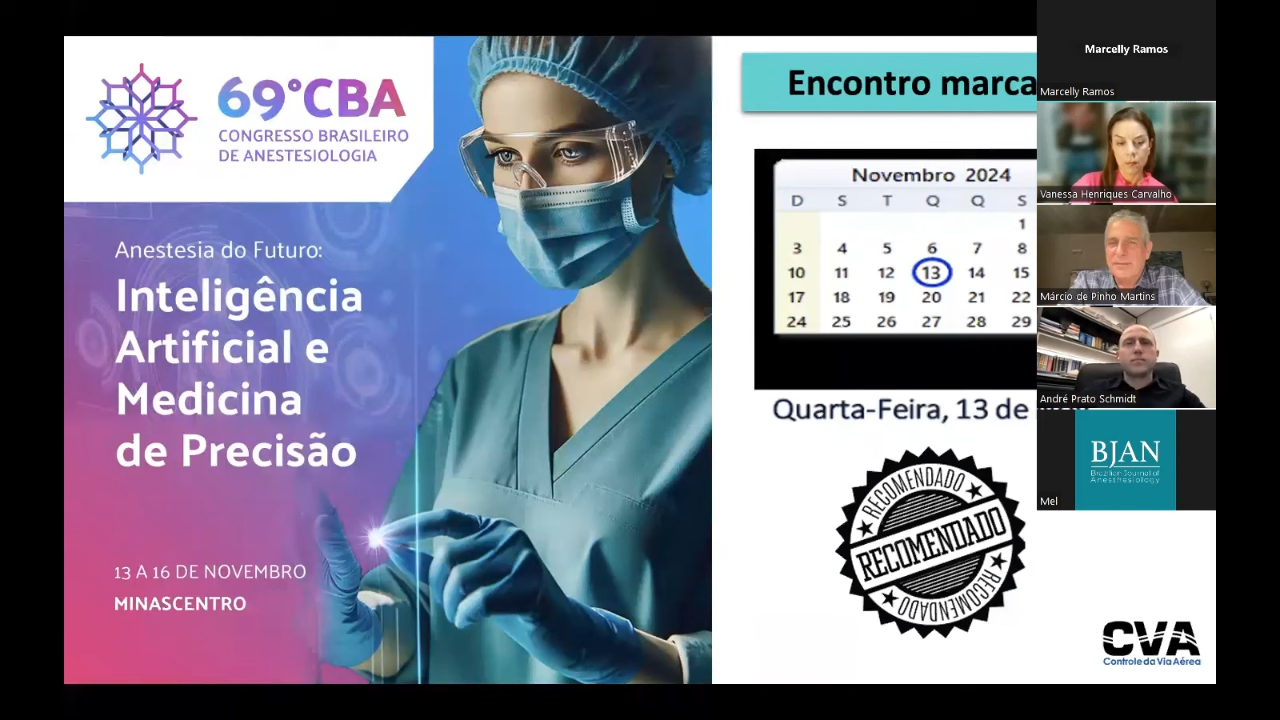 69°CBA
CONGRESSO BRASILEIRO
DE ANESTESIOLOGIA
Anestesia do Futuro:
Inteligência
Artificial e
Medicina
de Precisão
13 A 16 DE NOVEMBRO
MINASCENTRO
Encontro marca
Novembro 2024
D S T Q Q S
1
3 4 5 6 7 8
10 11 12 13 14 15
17 18 19 20 21 22
24 25 26 27 28 29
Quarta-Feira, 13 de
RECOMENDADO
RECOMENDADO
RECOMENDADO
CVA
Controle da Via Aérea
Marcelly Ramos
Marcelly Ramos
Vanessa Henriques Carvalho
Márcio de Pinho Martins
André Prato Schmidt
BJAN
Brazilian Journal of
Anesthesiology
Mel